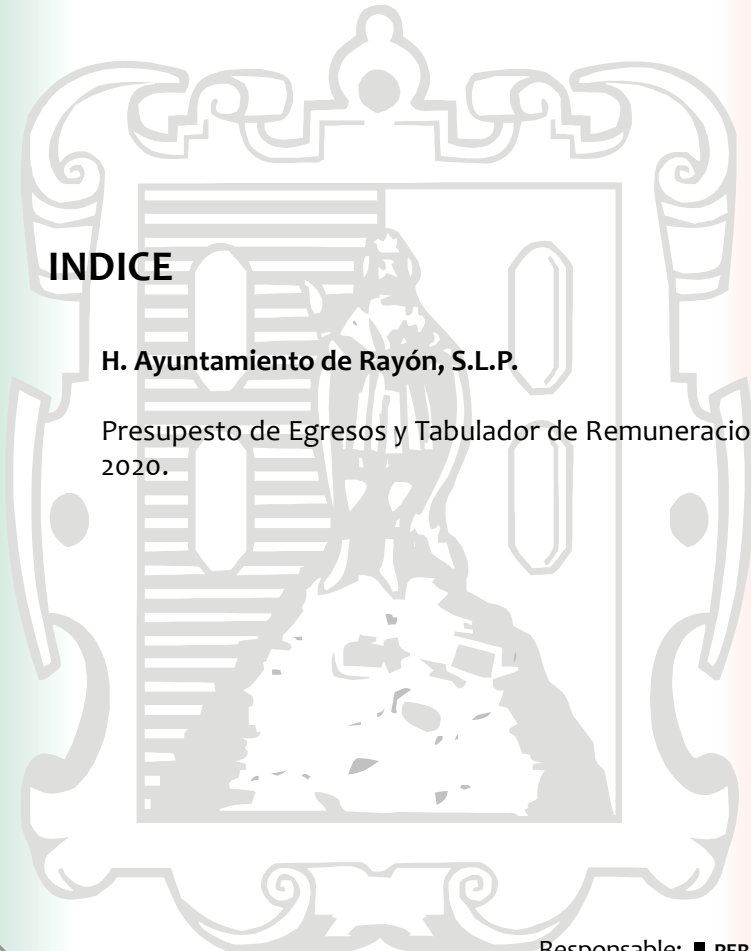 INDICE
H. Ayuntamiento de Rayón, S.L.P.
Presupesto de Egresos y Tabulador de Remuneracio
2020.
Responsable: